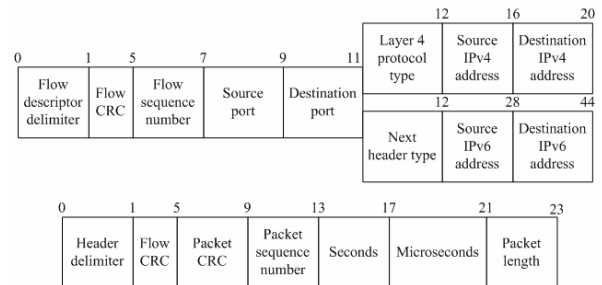 12 16 20
0 1 5 7 9 11
Flow
descriptor
delimiter
Flow
CRC
Flow
sequence
number
Source
port
Destination
port
Layer 4
protocol
type
Source
IPv4
address
Destination
IPv4
address
12 28 44
Next
header type
Source
IPv6
address
Destination
IPv6
address
0 1 5 9 13 17 21 23
Header
delimiter
Flow
CRC
Packet
CRC
Packet
sequence
number
Seconds
Microseconds
Packet
length